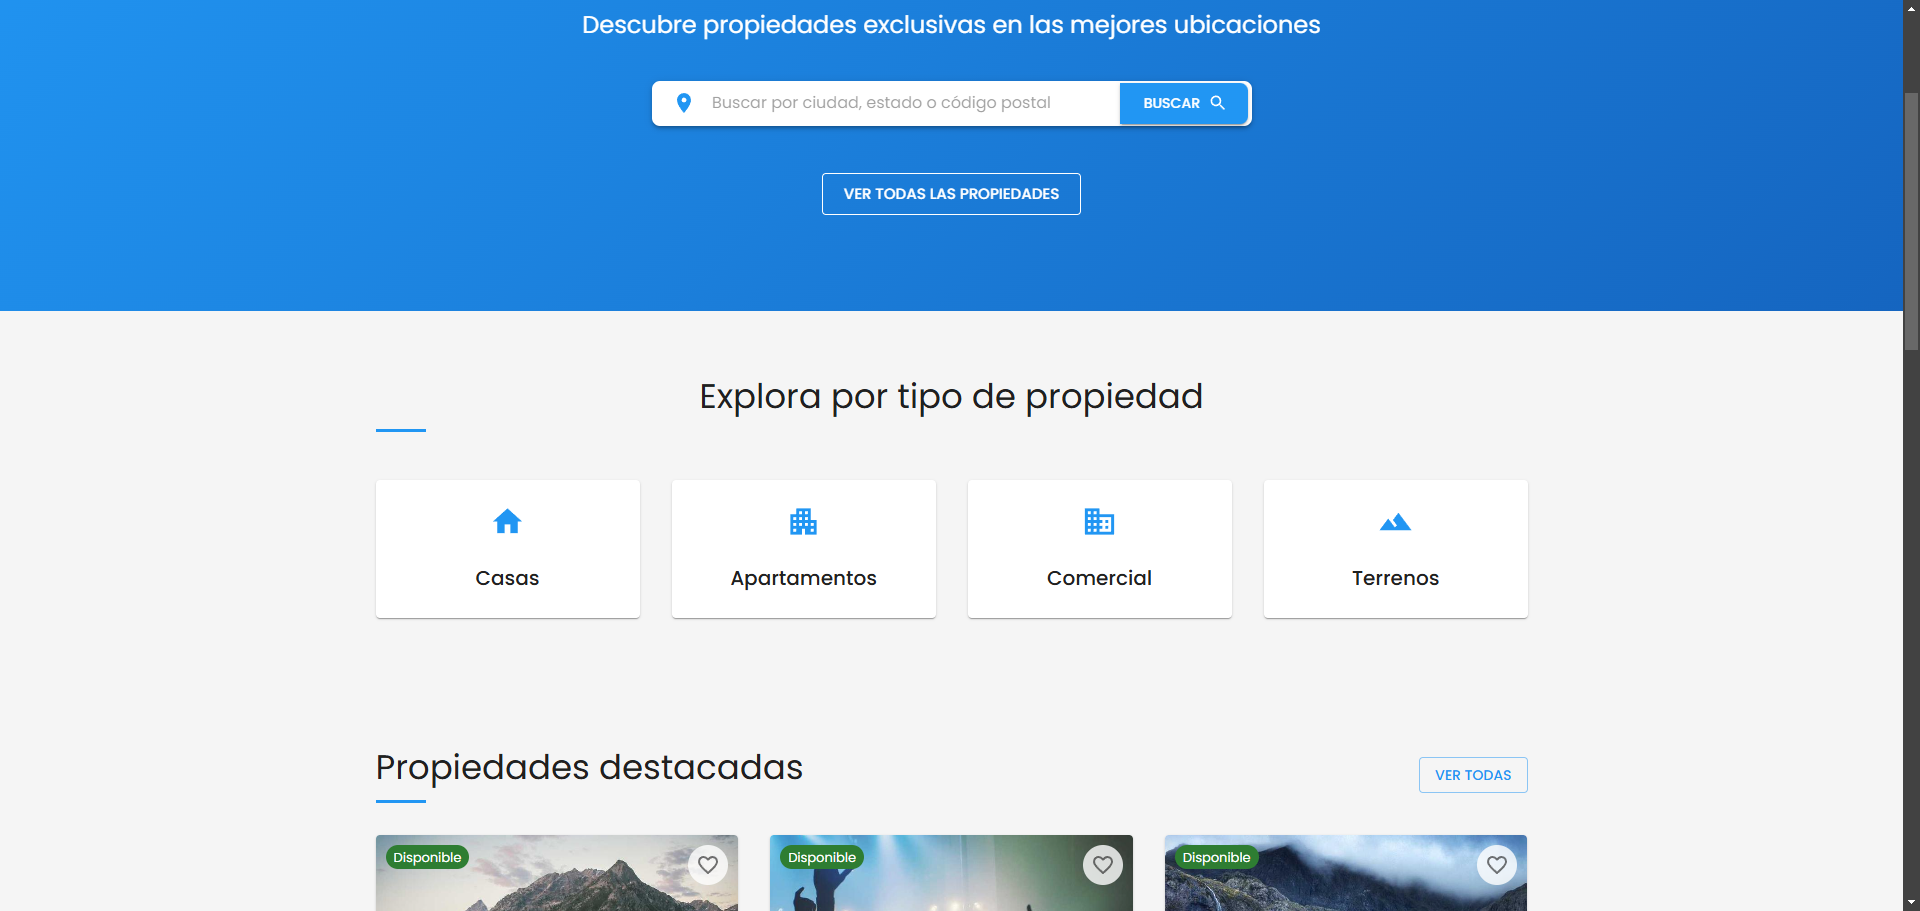 Descubre propiedades exclusivas en las mejores ubicaciones
Buscar por ciudad, estado o código postal
BUSCAR
VER TODAS LAS PROPIEDADES
Explora por tipo de propiedad
Casas
Apartamentos
Comercial
Terrenos
Propiedades destacadas
VER TODAS
Disponible
Disponible
Disponible